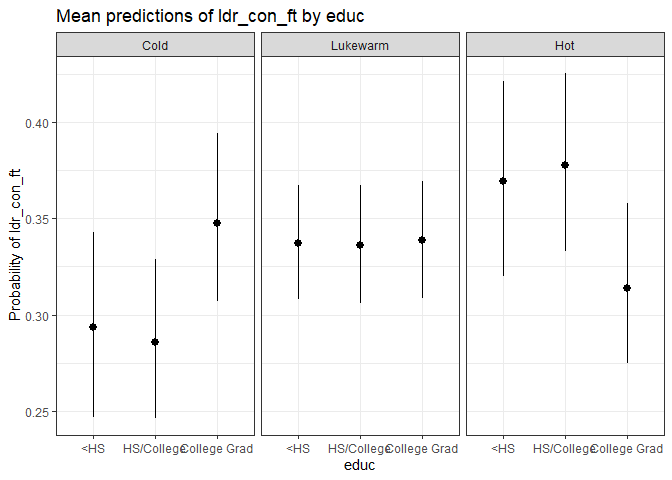 Mean predictions of ldr_con_ft by educ
Cold Lukewarm Hot
0.40
0.35
0.30
0.25
Probability of ldr_con_ft
<HS HS/College College Grad <HS HS/College College Grad <HS HS/College College Grad
educ